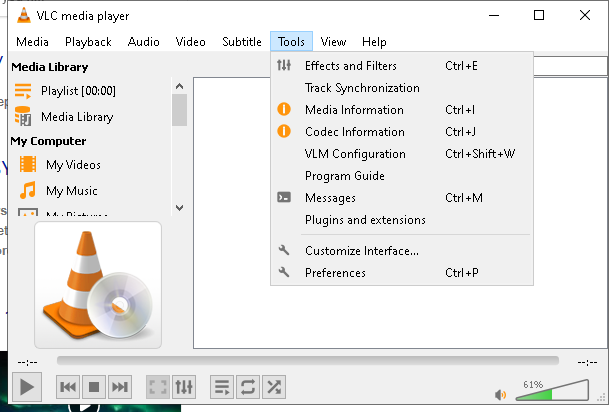 VLC media player
Media Playback Audio Video Subtitle Tools View Help
Media Library
Playlist [00:00]
Media Library
My Computer
My Videos
My Music
My Pictures
Effects and Filters Ctrl+E
Track Synchronization
Media Information Ctrl+I
Codec Information Ctrl+J
VLM Configuration Ctrl+Shift+W
Program Guide
Messages Ctrl+M
Plugins and extensions
Customize Interface...
Preferences Ctrl+P
--:-- --:--
61%